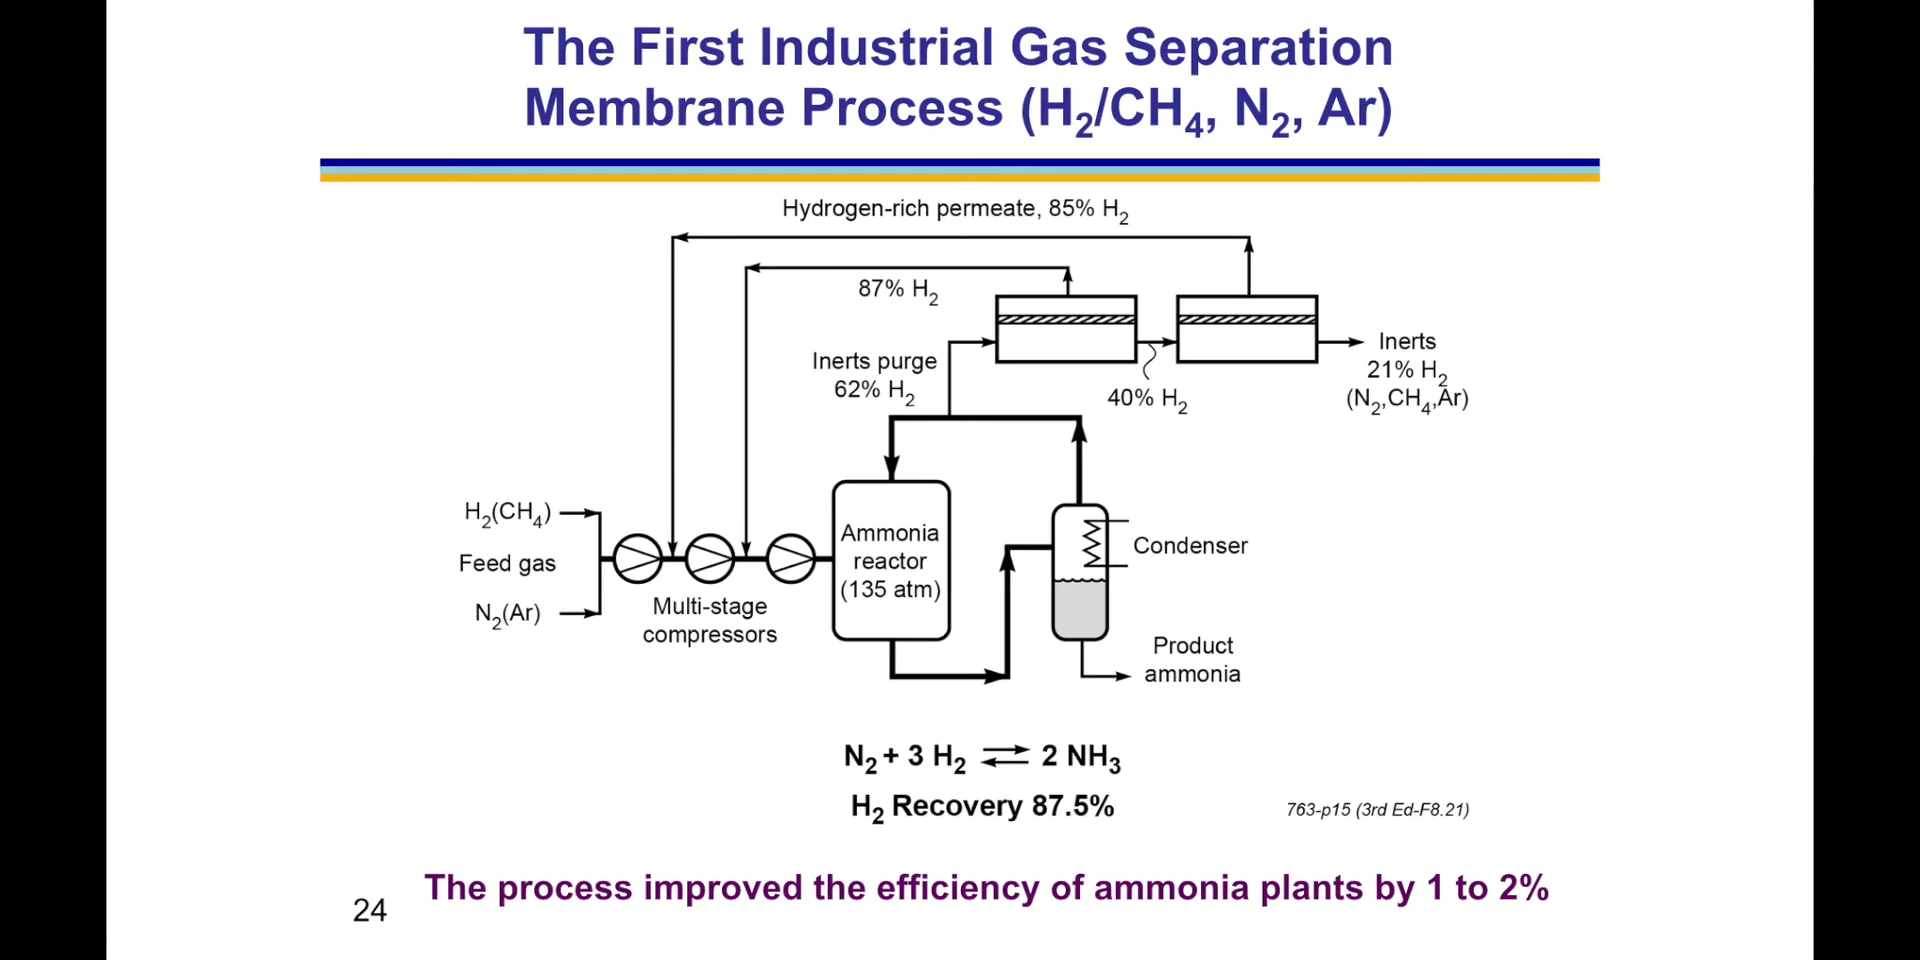 The First Industrial Gas Separation
Membrane Process (H₂/CH₄, N₂, Ar)
Hydrogen-rich permeate, 85% H₂
87% H₂
Inerts purge
62% H₂
40% H₂
Inerts
21% H₂
(N₂,CH₄,Ar)
H₂(CH₄)
Feed gas
N₂(Ar)
Multi-stage
compressors
Ammonia
reactor
(135 atm)
Condenser
Product
ammonia
N₂ + 3 H₂ ⇌ 2 NH₃
H₂ Recovery 87.5%
763-p15 (3rd Ed-F8.21)
The process improved the efficiency of ammonia plants by 1 to 2%
24